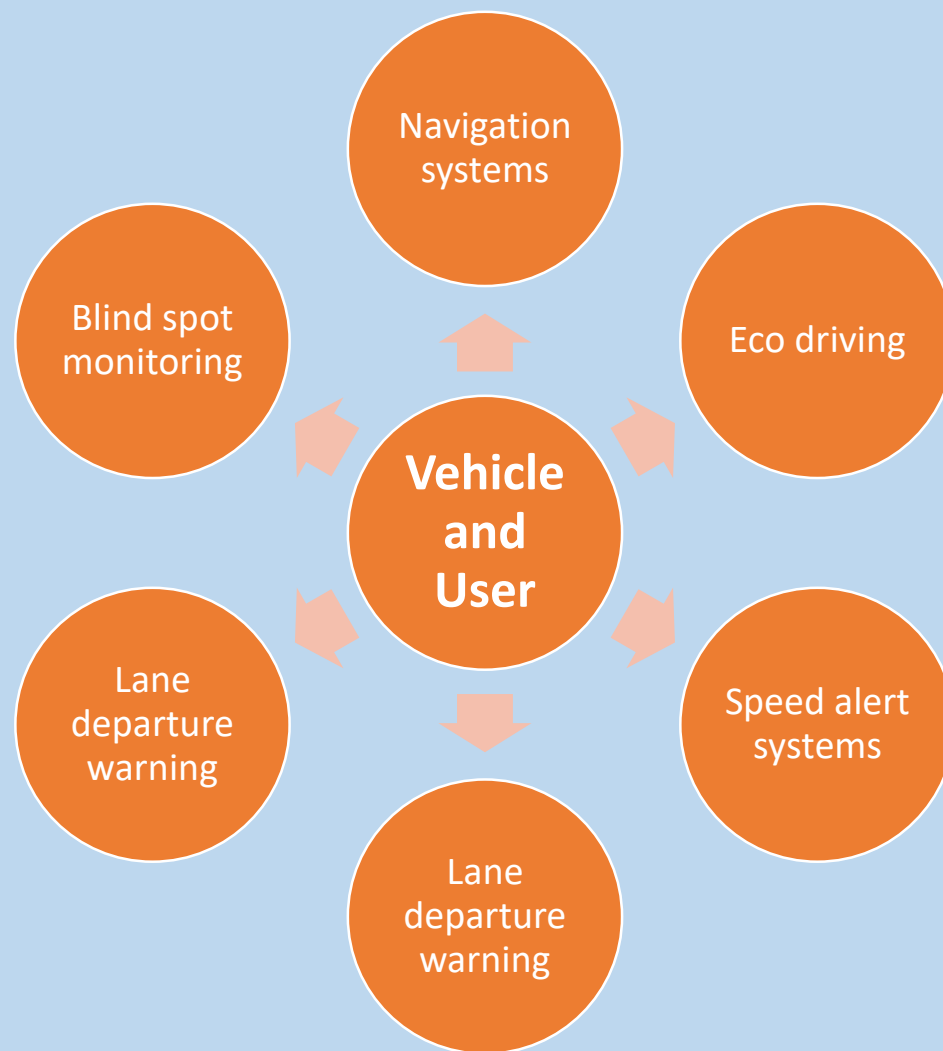 Navigation
systems
Blind spot
monitoring
Eco driving
Vehicle
and
User
Lane
departure
warning
Speed alert
systems
Lane
departure
warning